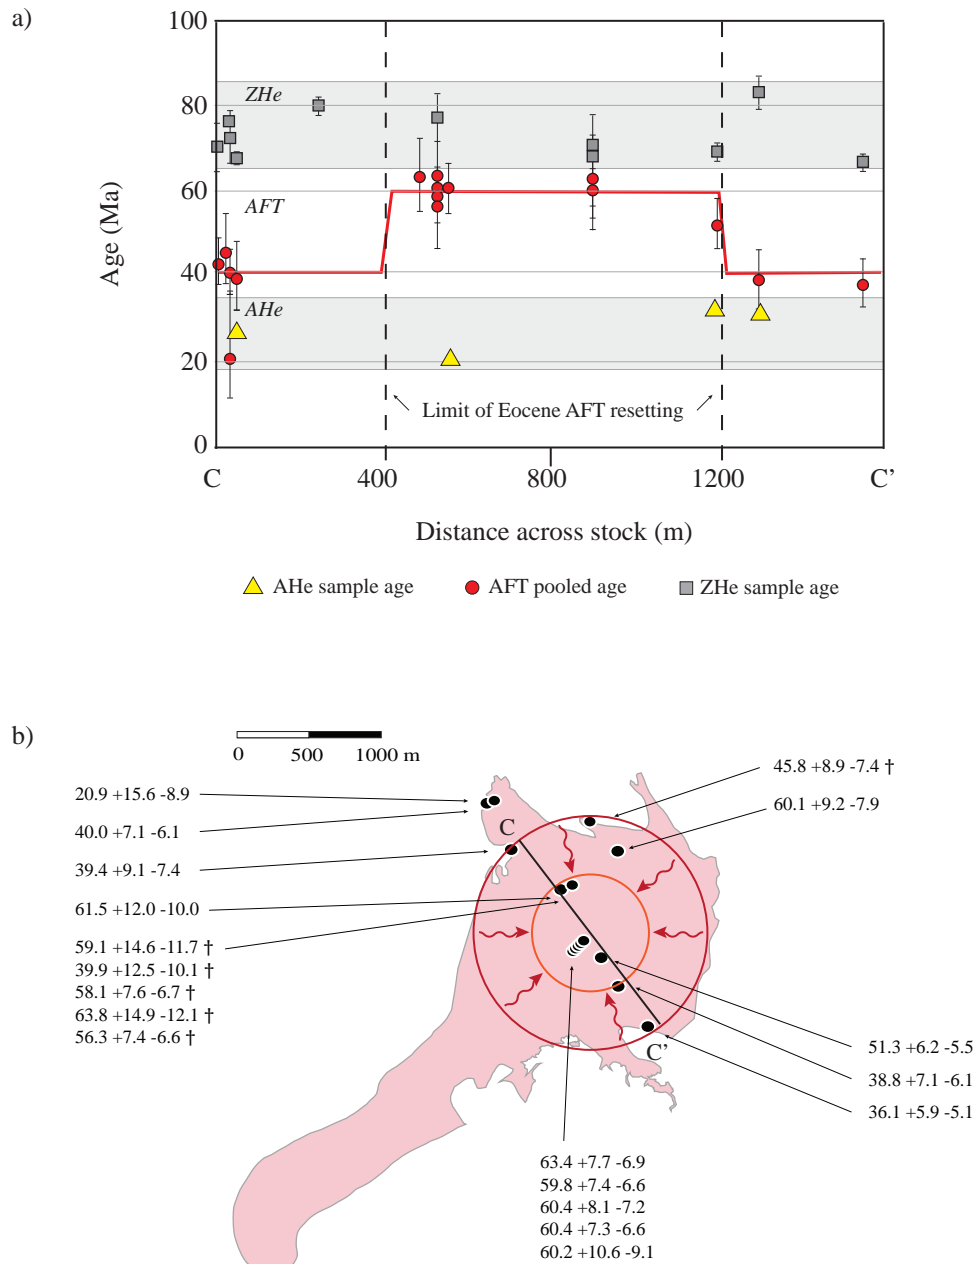 a)
100
80
60
40
20
0
Age (Ma)
ZHe
AFT
AHe
Limit of Eocene AFT resetting
C
400
800
1200
C’
Distance across stock (m)
AHe sample age
AFT pooled age
ZHe sample age
b)
0
500
1000 m
20.9 +15.6 -8.9
40.0 +7.1 -6.1
39.4 +9.1 -7.4
61.5 +12.0 -10.0
59.1 +14.6 -11.7 †
39.9 +12.5 -10.1 †
58.1 +7.6 -6.7 †
63.8 +14.9 -12.1 †
56.3 +7.4 -6.6 †
45.8 +8.9 -7.4 †
60.1 +9.2 -7.9
C
C’
51.3 +6.2 -5.5
38.8 +7.1 -6.1
36.1 +5.9 -5.1
63.4 +7.7 -6.9
59.8 +7.4 -6.6
60.4 +8.1 -7.2
60.4 +7.3 -6.6
60.2 +10.6 -9.1